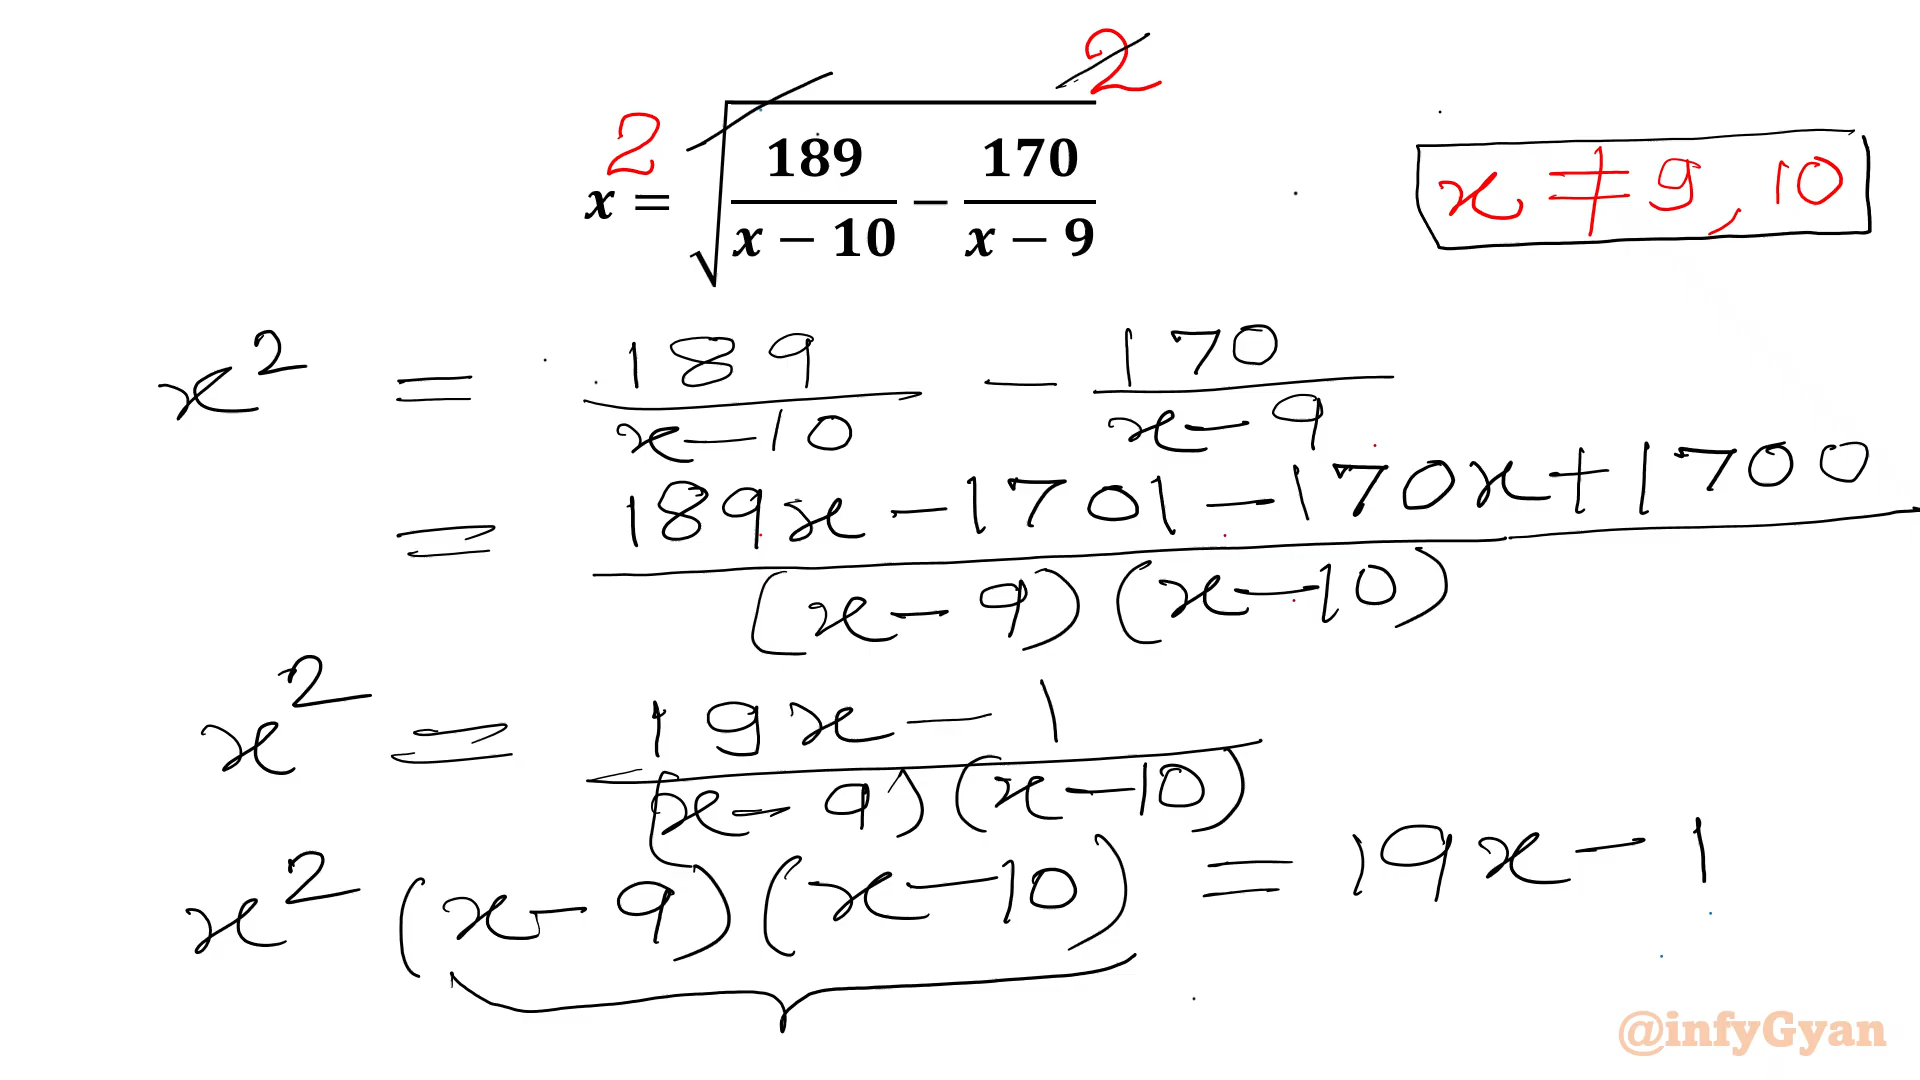 x² = √(189/(x − 10) − 170/(x − 9))²
x ≠ 9, 10
x² = 189/(x − 10) − 170/(x − 9)
= (189x − 1701 − 170x + 1700)/((x − 9)(x − 10))
x² = (19x − 1)/((x − 9)(x − 10))
x²(x − 9)(x − 10) = 19x − 1
@infyGyan